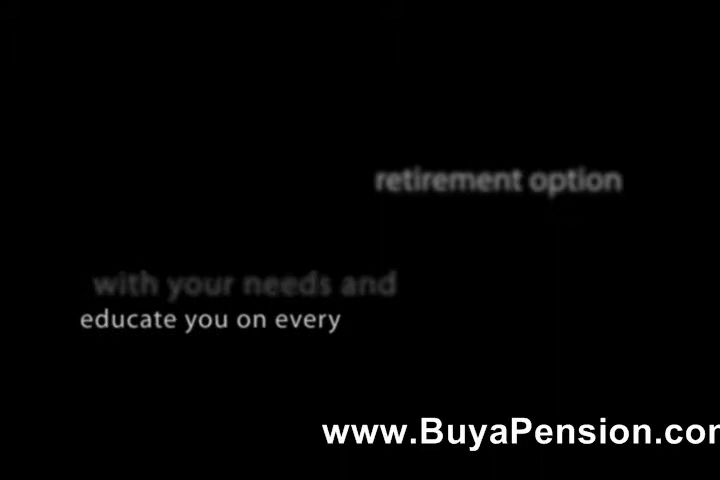 retirement option
with your needs and
educate you on every
www.BuyaPension.com